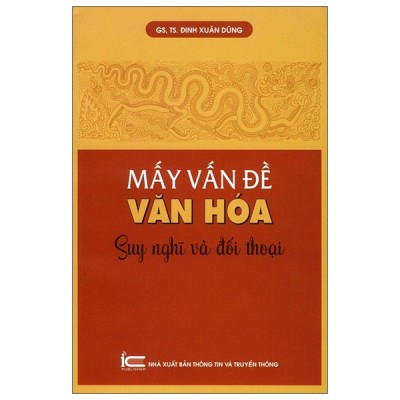 GS, TS. ĐINH XUÂN DŨNG
MẤY VẤN ĐỀ
VĂN HÓA
Suy nghĩ và đối thoại
ic
PUBLISHER
NHÀ XUẤT BẢN THÔNG TIN VÀ TRUYỀN THÔNG